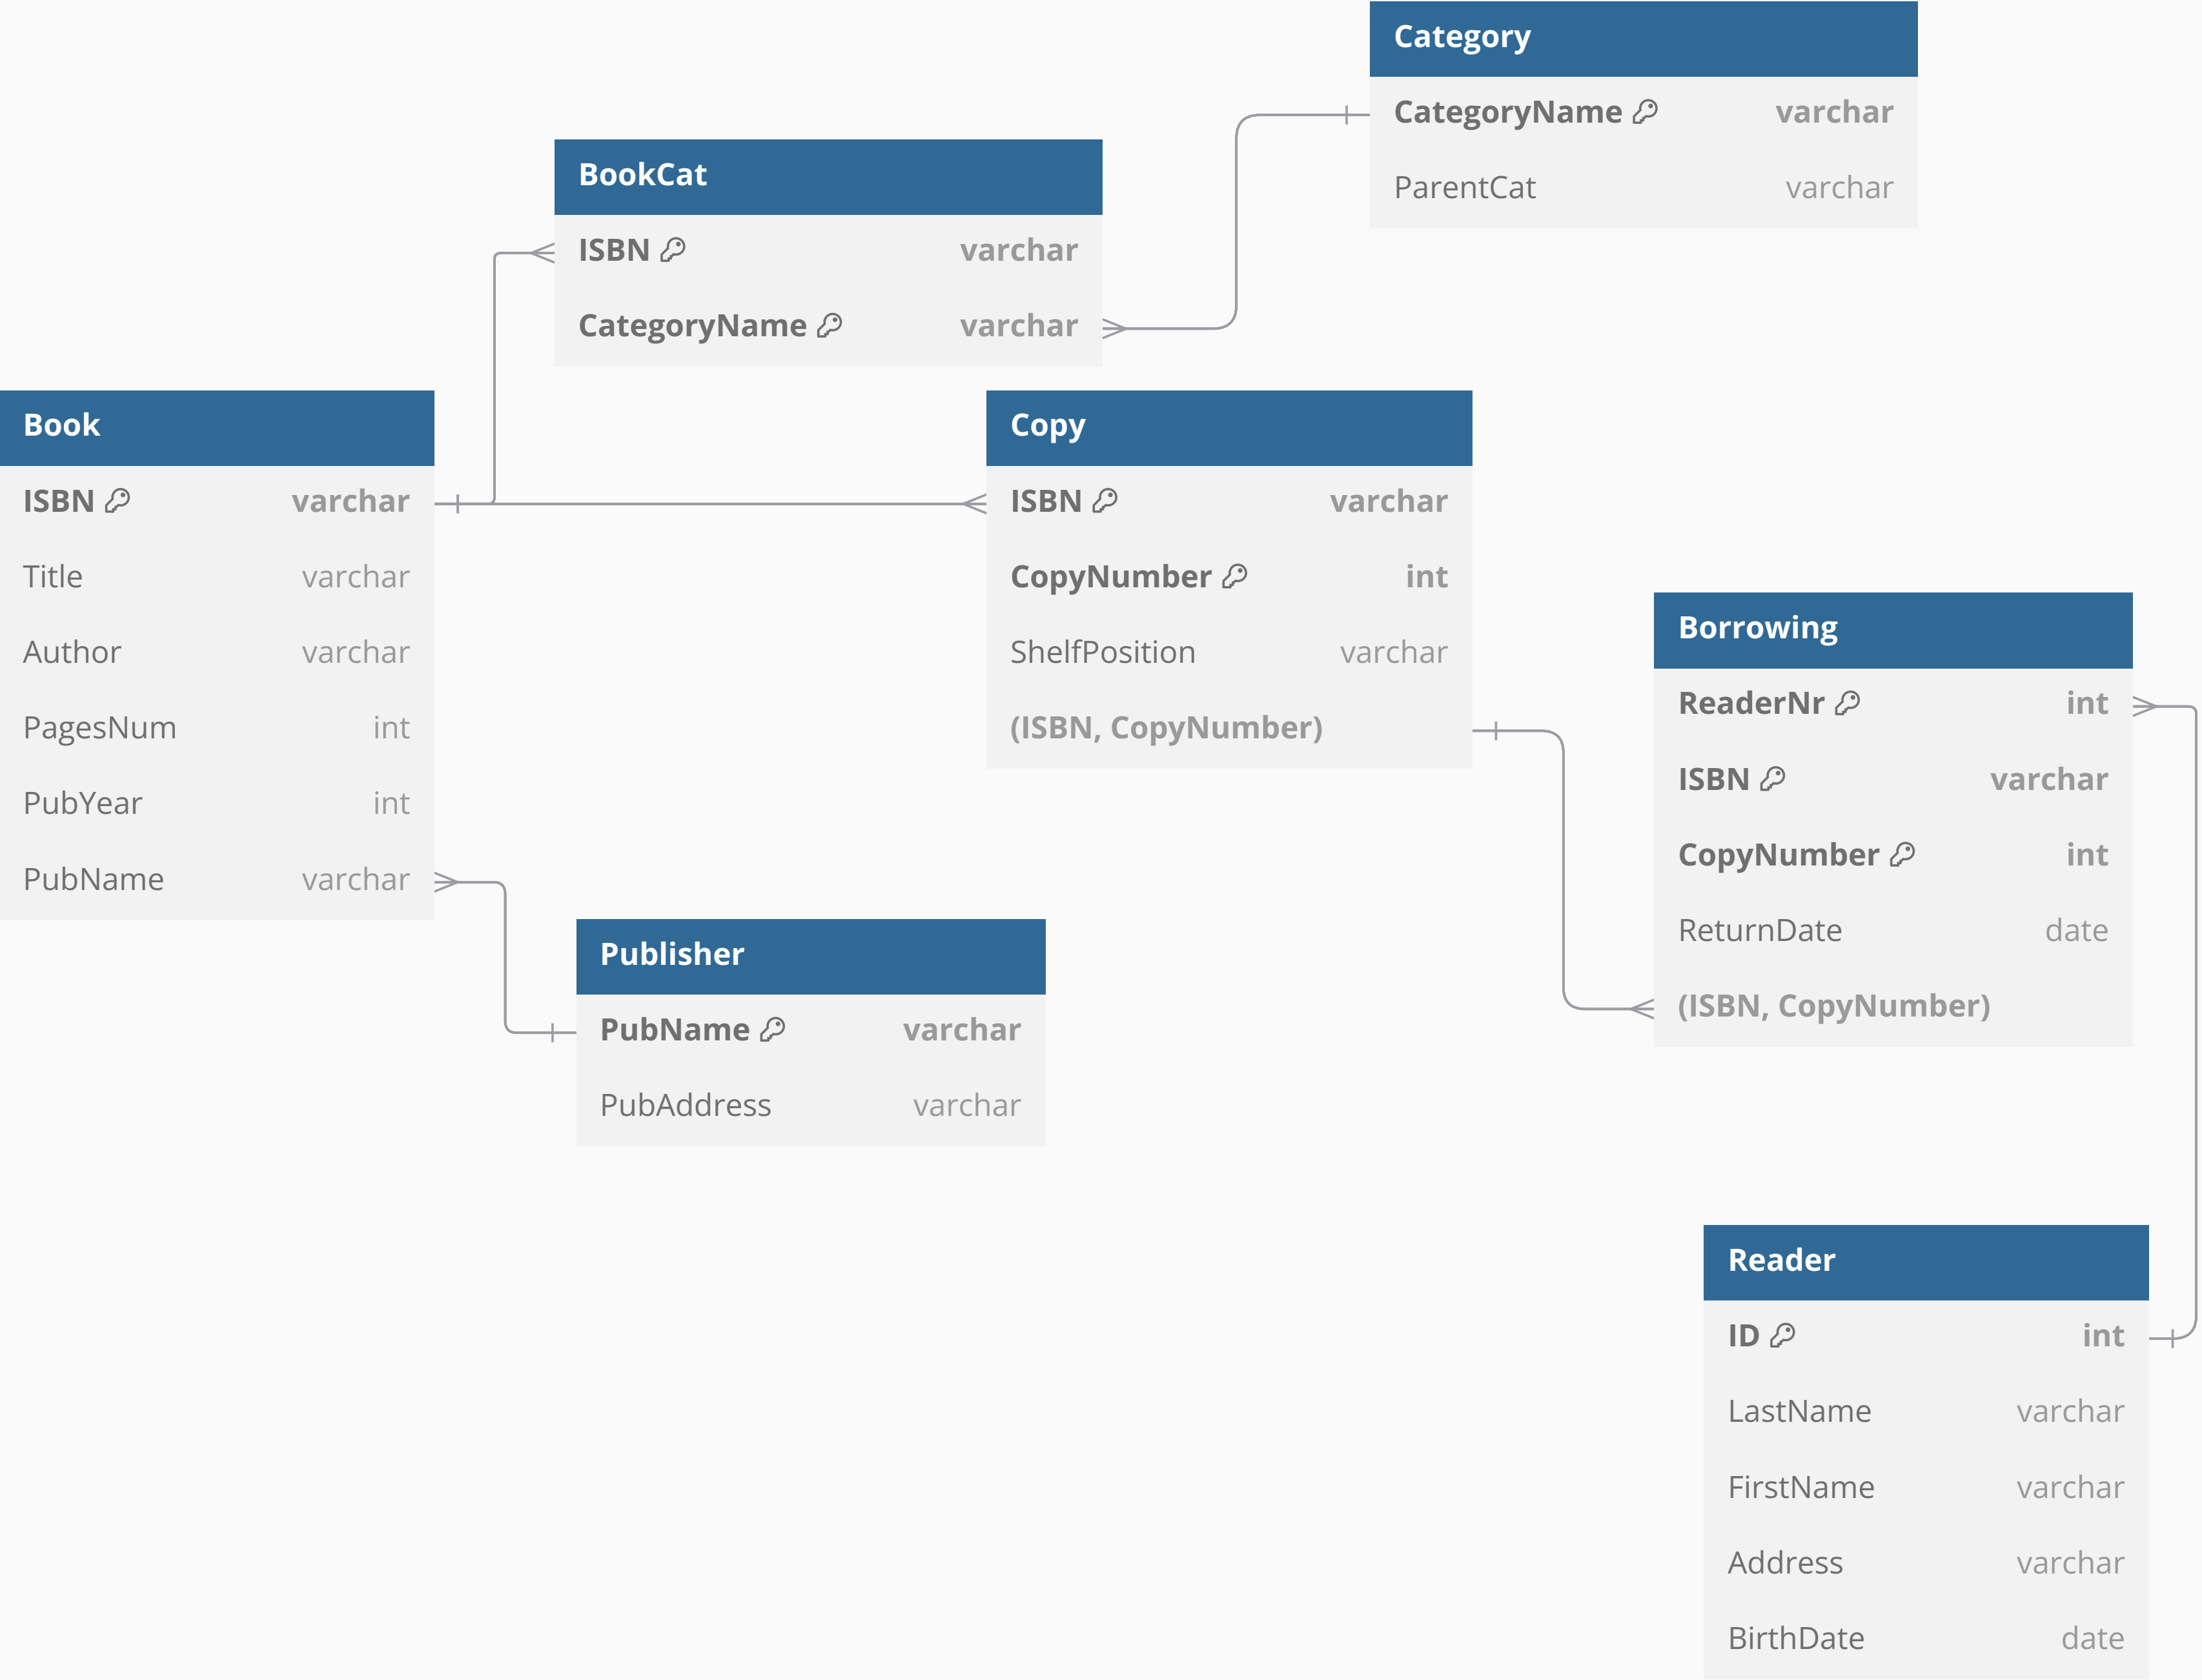 Category
CategoryName varchar
ParentCat varchar
BookCat
ISBN varchar
CategoryName varchar
Book
ISBN varchar
Title varchar
Author varchar
PagesNum int
PubYear int
PubName varchar
Copy
ISBN varchar
CopyNumber int
ShelfPosition varchar
(ISBN, CopyNumber)
Borrowing
ReaderNr int
ISBN varchar
CopyNumber int
ReturnDate date
(ISBN, CopyNumber)
Publisher
PubName varchar
PubAddress varchar
Reader
ID int
LastName varchar
FirstName varchar
Address varchar
BirthDate date